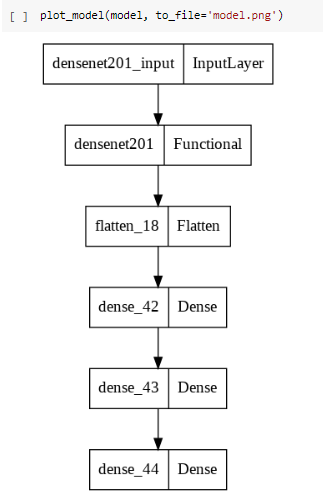 [ ] plot_model(model, to_file='model.png')
densenet201_input InputLayer
densenet201 Functional
flatten_18 Flatten
dense_42 Dense
dense_43 Dense
dense_44 Dense